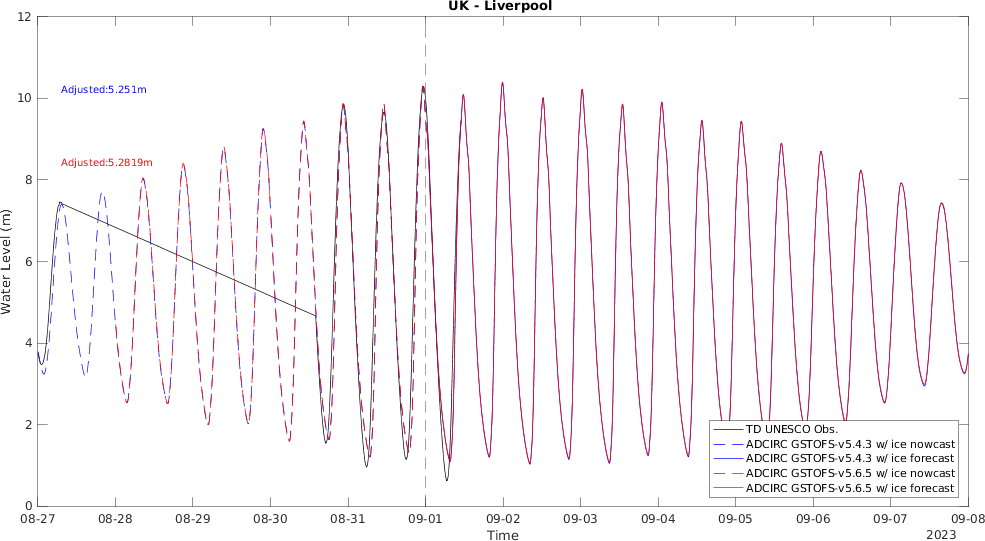 UK - Liverpool
12
10
8
6
4
2
0
Water Level (m)
Adjusted:5.251m
Adjusted:5.2819m
TD UNESCO Obs.
ADCIRC GSTOFS-v5.4.3 w/ ice nowcast
ADCIRC GSTOFS-v5.4.3 w/ ice forecast
ADCIRC GSTOFS-v5.6.5 w/ ice nowcast
ADCIRC GSTOFS-v5.6.5 w/ ice forecast
08-27 08-28 08-29 08-30 08-31 09-01 09-02 09-03 09-04 09-05 09-06 09-07 09-08
Time
2023